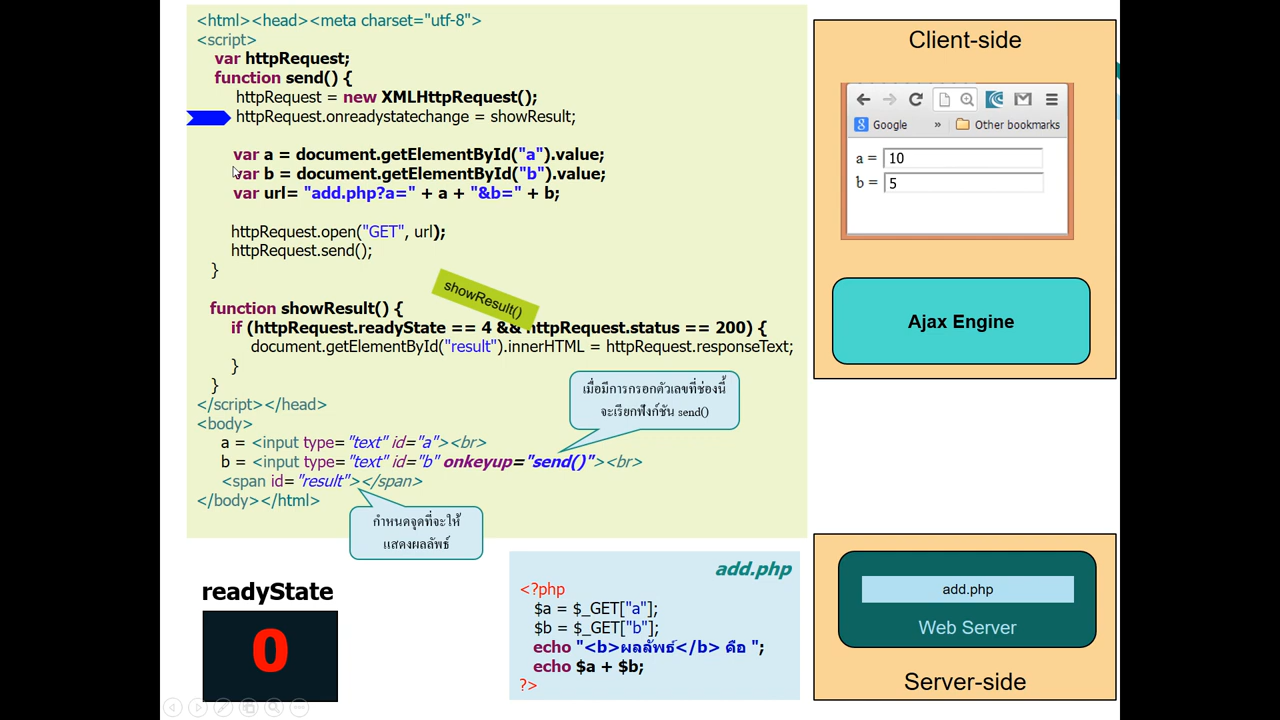 <html><head><meta charset="utf-8">
<script>
var httpRequest;
function send() {
httpRequest = new XMLHttpRequest();
httpRequest.onreadystatechange = showResult;
var a = document.getElementById("a").value;
var b = document.getElementById("b").value;
var url= "add.php?a=" + a + "&b=" + b;
httpRequest.open("GET", url);
httpRequest.send();
}
showResult()
function showResult() {
if (httpRequest.readyState == 4 && httpRequest.status == 200) {
document.getElementById("result").innerHTML = httpRequest.responseText;
}
}
</script></head>
<body>
a = <input type="text" id="a"><br>
b = <input type="text" id="b" onkeyup="send()"><br>
<span id="result"></span>
</body></html>
เมื่อมีการกรอกตัวเลขที่ช่องนี้
จะเรียกฟังก์ชัน send()
กำหนดจุดที่จะให้
แสดงผลลัพธ์
readyState
0
add.php
<?php
$a = $_GET["a"];
$b = $_GET["b"];
echo "<b>ผลลัพธ์</b> คือ ";
echo $a + $b;
?>
Client-side
Google » Other bookmarks
a = 10
b = 5
Ajax Engine
add.php
Web Server
Server-side